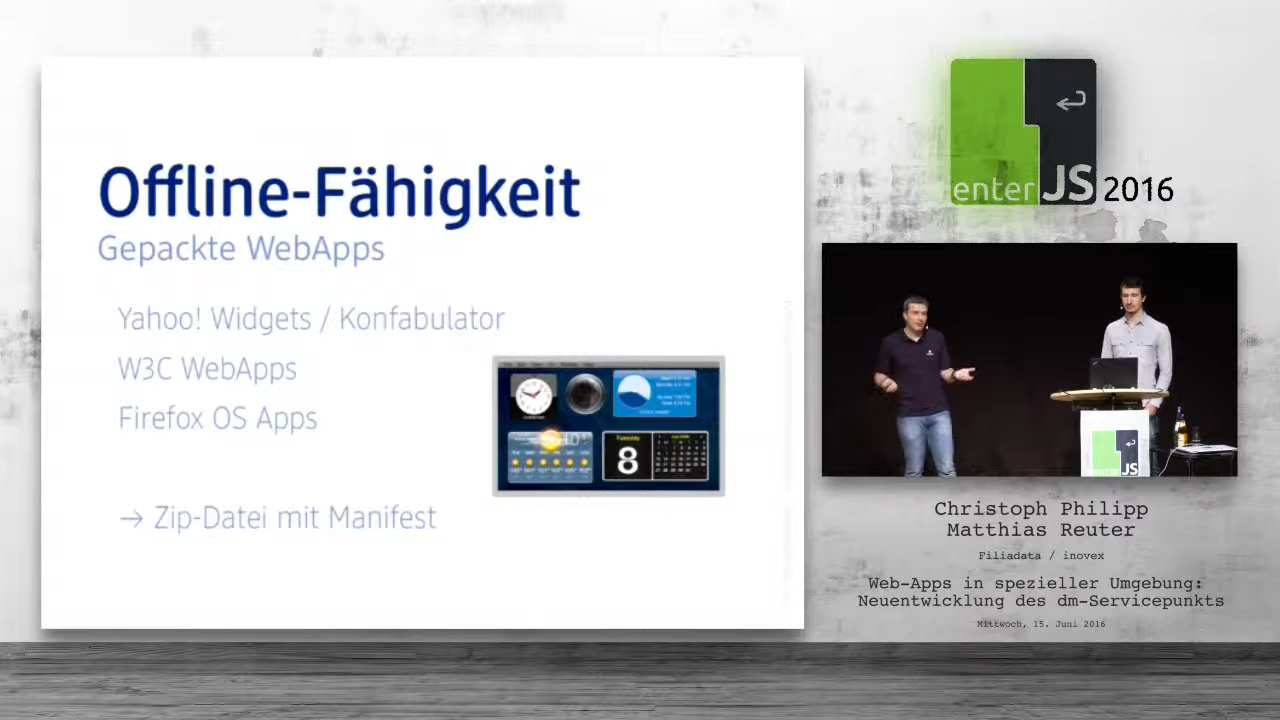 Offline-Fähigkeit
Gepackte WebApps
Yahoo! Widgets / Konfabulator
W3C WebApps
Firefox OS Apps
→ Zip-Datei mit Manifest
Tuesday
8
enter JS 2016
JS
Christoph Philipp
Matthias Reuter
Filiadata / inovex
Web-Apps in spezieller Umgebung:
Neuentwicklung des dm-Servicepunkts
Mittwoch, 15. Juni 2016